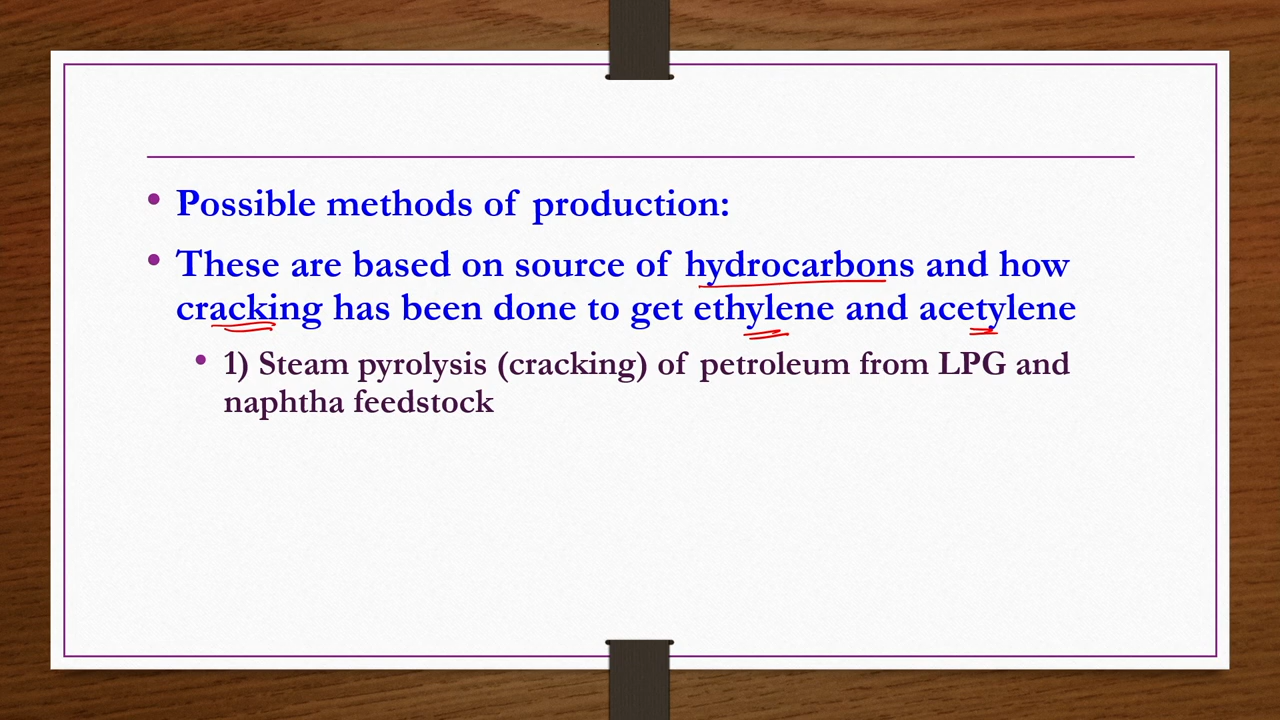 • Possible methods of production:
• These are based on source of hydrocarbons and how
cracking has been done to get ethylene and acetylene
• 1) Steam pyrolysis (cracking) of petroleum from LPG and
naphtha feedstock